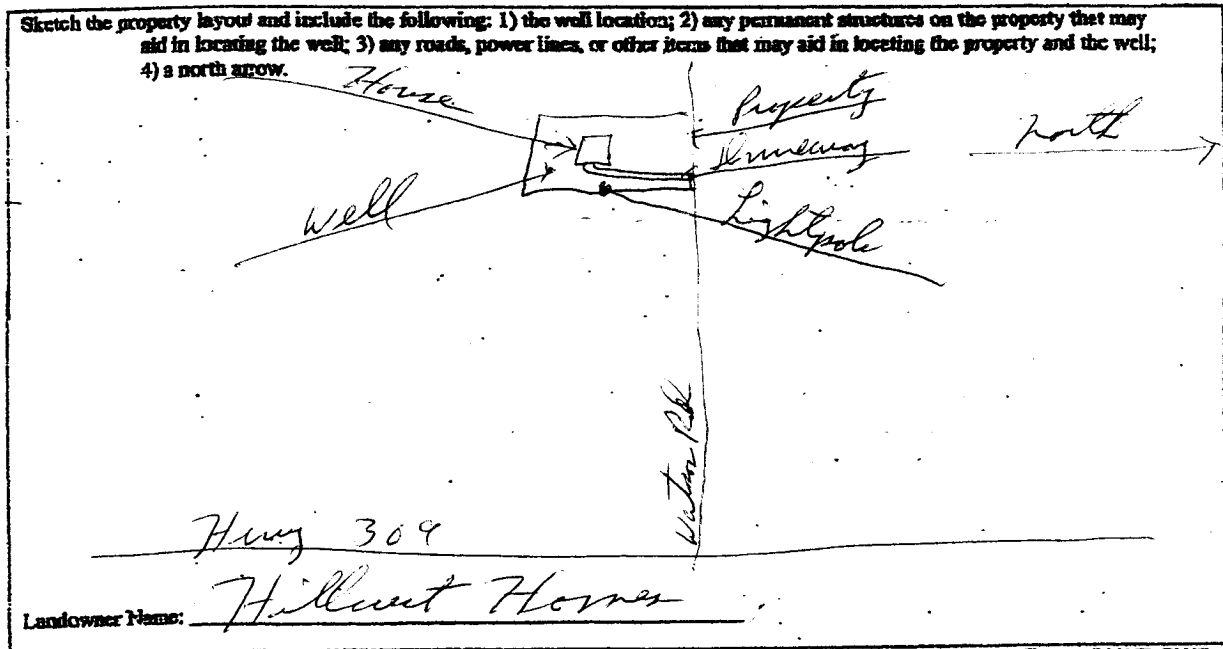 Sketch the property layout and include the following: 1) the well location; 2) any permanent structures on the property that may
aid in locating the well; 3) any roads, power lines, or other items that may aid in loceting the property and the well;
4) a north arrow.
House
Property
Driveway
north
well
Lightpole
Watson Rd
Hwy 309
Landowner Name: Hillcrest Homes